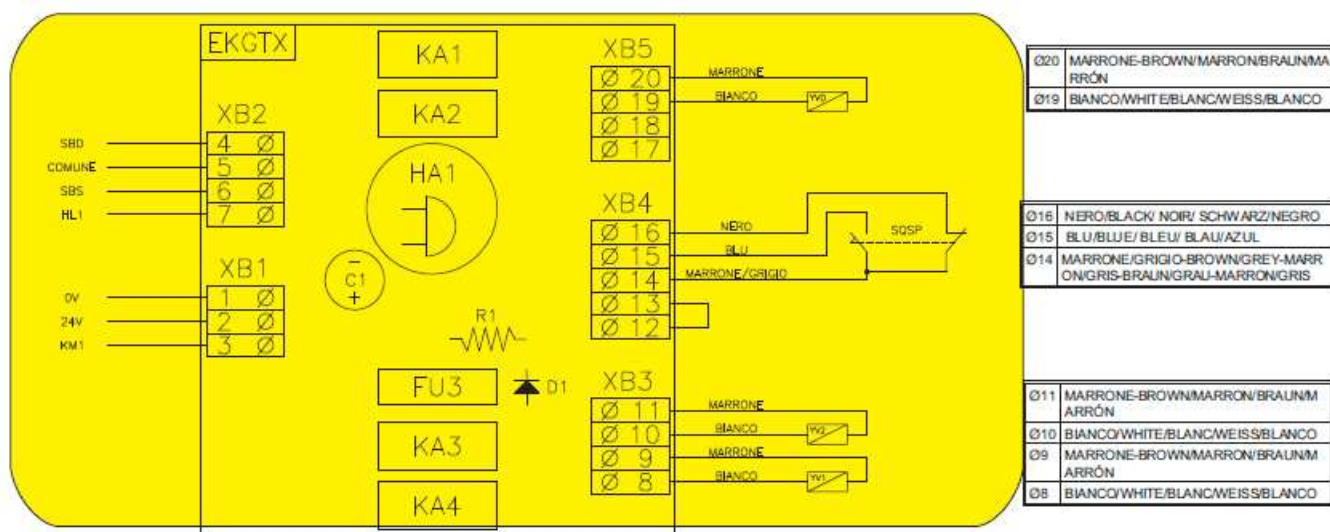 EKGTX
KA1
KA2
HA1
- C1 +
R1
FU3
D1
KA3
KA4
XB2
SBD 4 Ø
COMUNE 5 Ø
SBS 6 Ø
HL1 7 Ø
XB1
0V 1 Ø
24V 2 Ø
KM1 3 Ø
XB5
Ø 20 MARRONE
Ø 19 BIANCO YV0
Ø 18
Ø 17
XB4
Ø 16 NERO
Ø 15 BLU
Ø 14 MARRONE/GRIGIO
Ø 13
Ø 12
SQSP
XB3
Ø 11 MARRONE
Ø 10 BIANCO YV2
Ø 9 MARRONE
Ø 8 BIANCO YV1
Ø20 MARRONE-BROWN/MARRON/BRAUN/MA
RRÓN
Ø19 BIANCO/WHITE/BLANC/WEISS/BLANCO
Ø16 NERO/BLACK/ NOIR/ SCHWARZ/NEGRO
Ø15 BLU/BLUE/ BLEU/ BLAU/AZUL
Ø14 MARRONE/GRIGIO-BROWN/GREY-MARR
ON/GRIS-BRAUN/GRAU-MARRON/GRIS
Ø11 MARRONE-BROWN/MARRON/BRAUN/M
ARRÓN
Ø10 BIANCO/WHITE/BLANC/WEISS/BLANCO
Ø9 MARRONE-BROWN/MARRON/BRAUN/M
ARRÓN
Ø8 BIANCO/WHITE/BLANC/WEISS/BLANCO